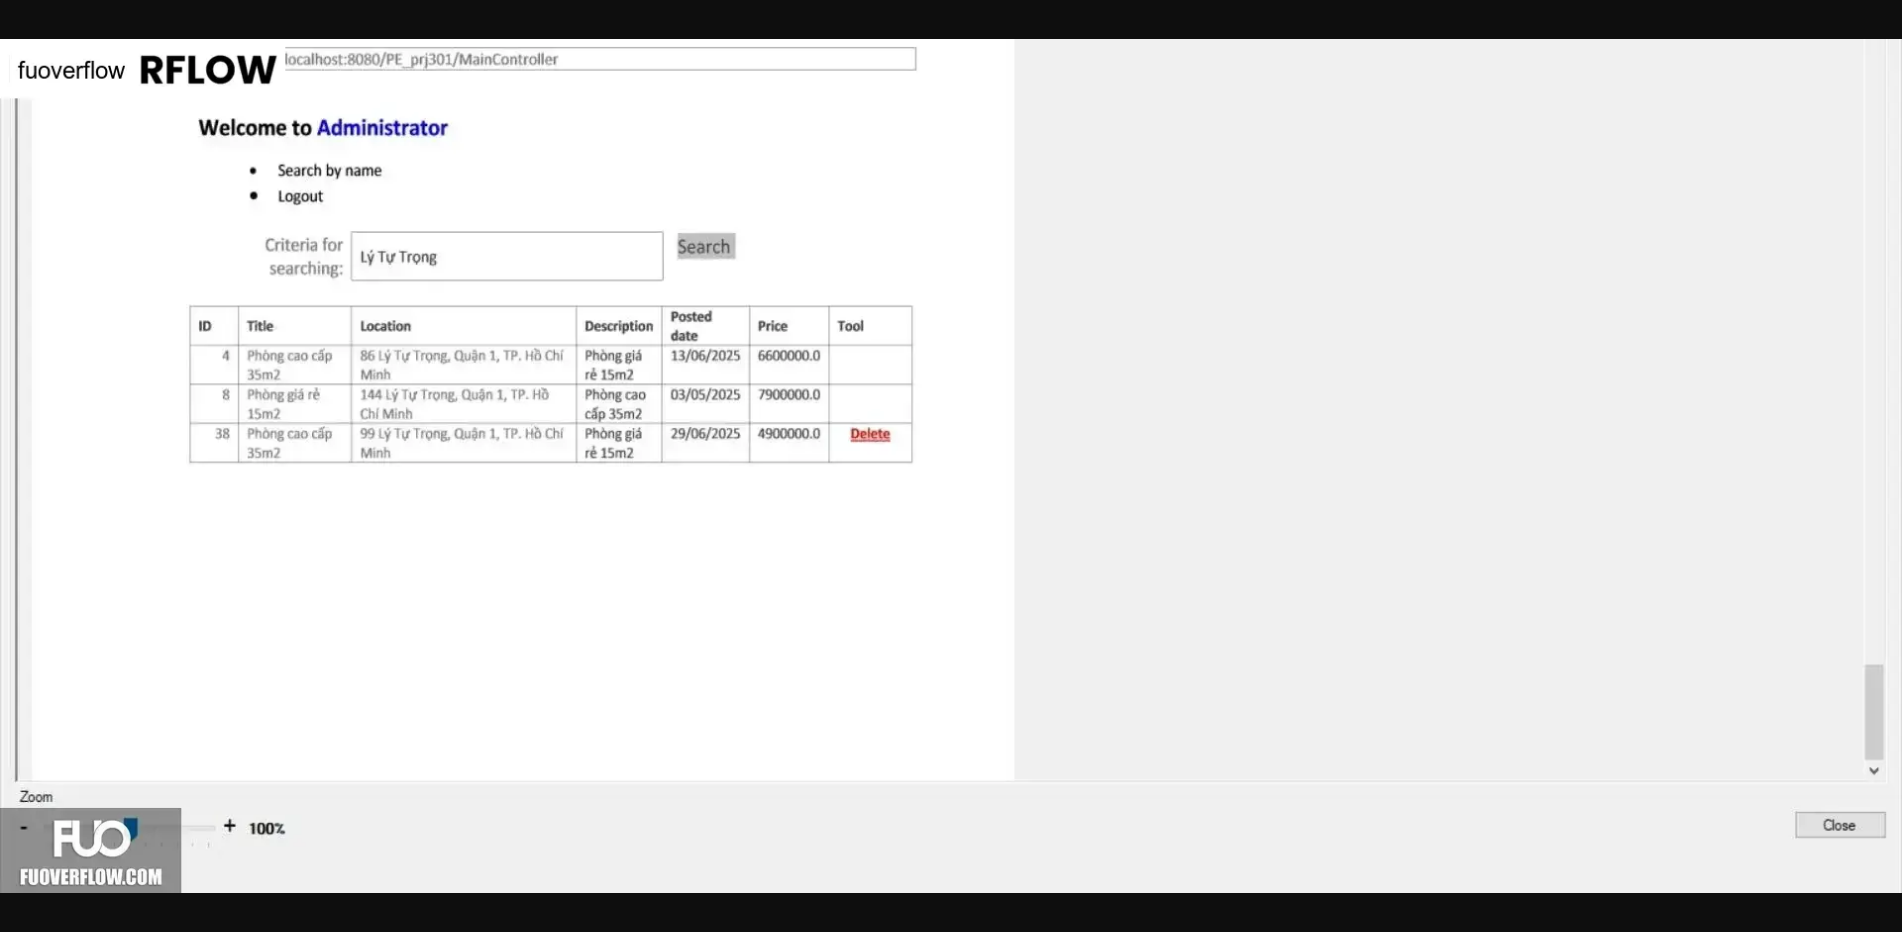 fuoverflow RFLOW localhost:8080/PE_prj301/MainController
Welcome to Administrator
• Search by name
• Logout
Criteria for
searching:
Lý Tự Trọng
Search
ID Title Location Description Posted date Price Tool
4 Phòng cao cấp 35m2 86 Lý Tự Trọng, Quận 1, TP. Hồ Chí Minh Phòng giá rẻ 15m2 13/06/2025 6600000.0
8 Phòng giá rẻ 15m2 144 Lý Tự Trọng, Quận 1, TP. Hồ Chí Minh Phòng cao cấp 35m2 03/05/2025 7900000.0
38 Phòng cao cấp 35m2 99 Lý Tự Trọng, Quận 1, TP. Hồ Chí Minh Phòng giá rẻ 15m2 29/06/2025 4900000.0 Delete
Zoom
- + 100%
Close
FUO
FUOVERFLOW.COM